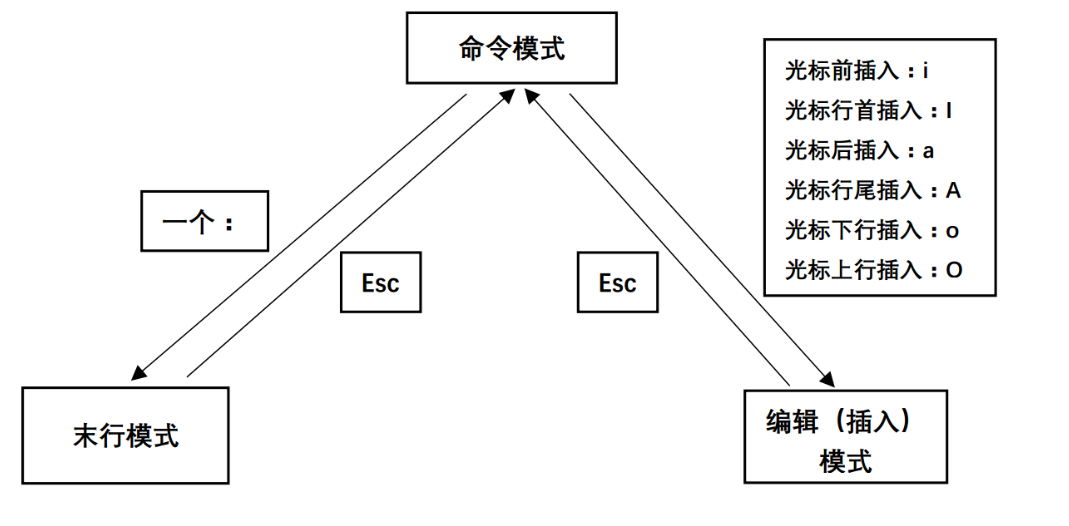 命令模式
光标前插入：i
光标行首插入：I
光标后插入：a
光标行尾插入：A
光标下行插入：o
光标上行插入：O
一个：
Esc
Esc
末行模式
编辑（插入）
模式